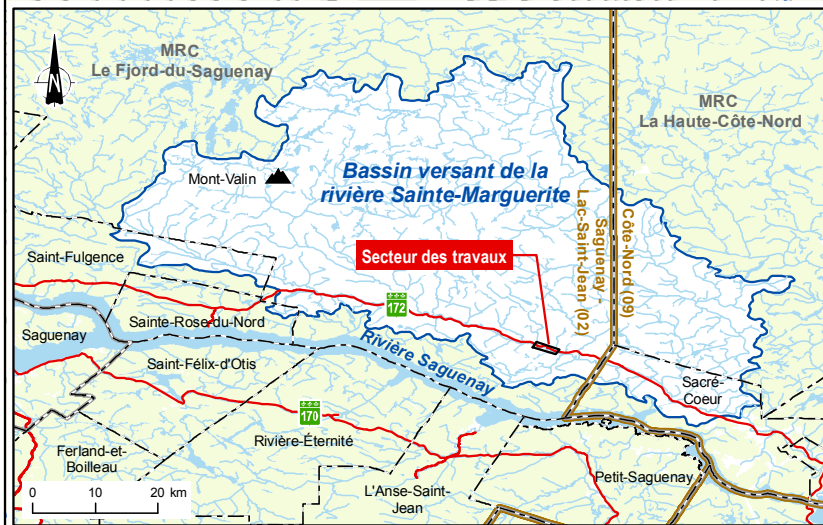 MRC
Le Fjord-du-Saguenay
MRC
La Haute-Côte-Nord
N
Mont-Valin
Bassin versant de la
rivière Sainte-Marguerite
Saguenay -
Lac-Saint-Jean (02)
Côte-Nord (09)
Saint-Fulgence
Secteur des travaux
172
Saguenay
Sainte-Rose-du-Nord
Rivière Saguenay
Saint-Félix-d'Otis
Sacré-
Coeur
170
Rivière-Éternité
Ferland-et-
Boilleau
L'Anse-Saint-
Jean
Petit-Saguenay
0 10 20 km